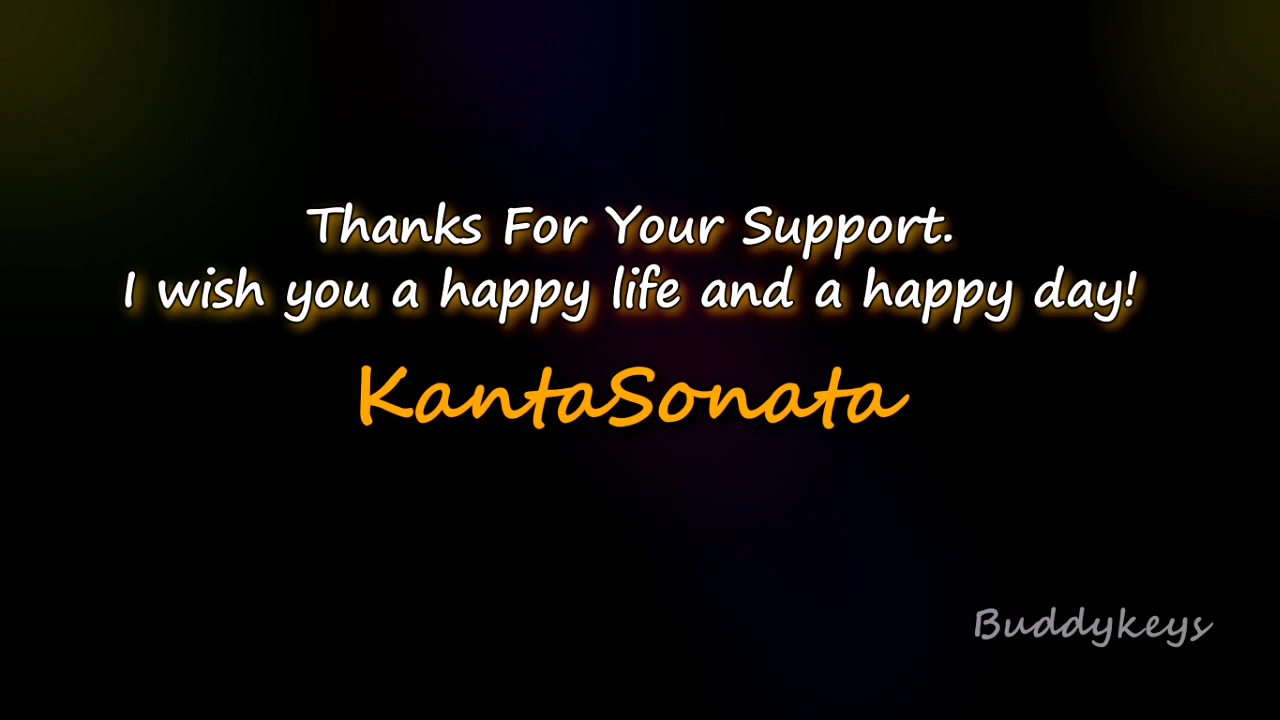 Thanks For Your Support.
I wish you a happy life and a happy day!
KantaSonata
Buddykeys